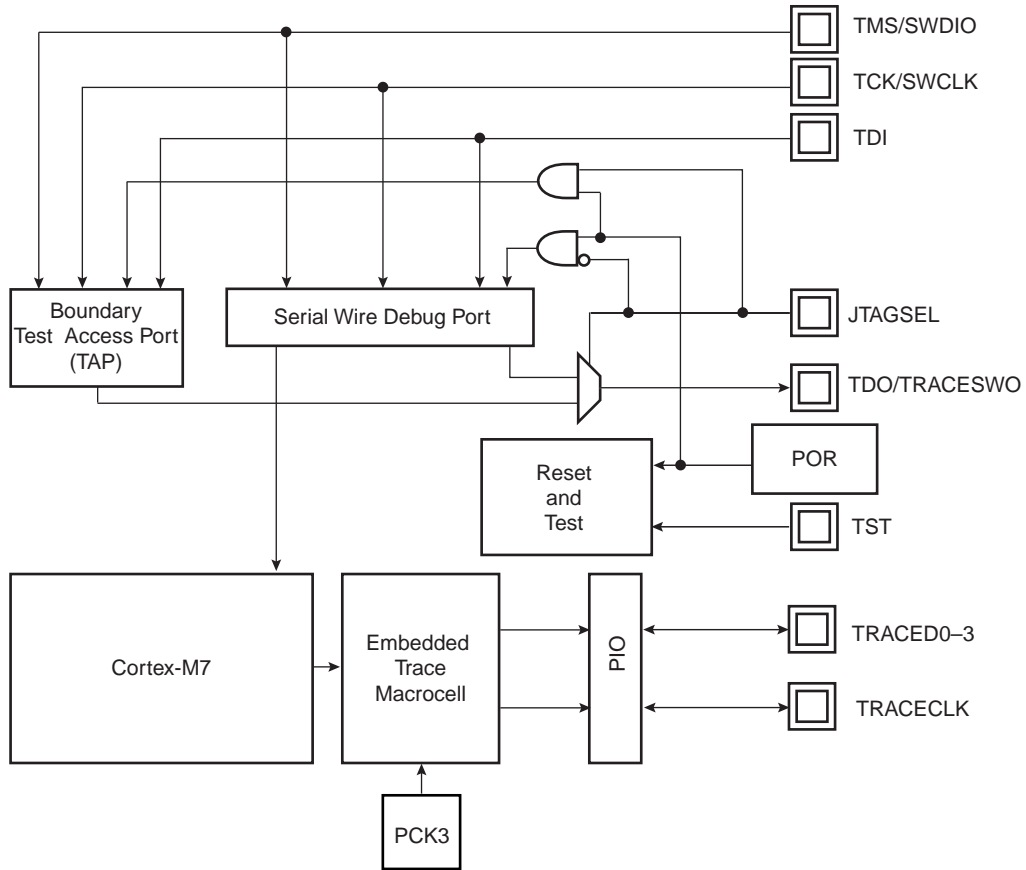 TMS/SWDIO
TCK/SWCLK
TDI
Boundary
Test Access Port
(TAP)
Serial Wire Debug Port
JTAGSEL
TDO/TRACESWO
POR
Reset
and
Test
TST
Cortex-M7
Embedded
Trace
Macrocell
PIO
TRACED0–3
TRACECLK
PCK3